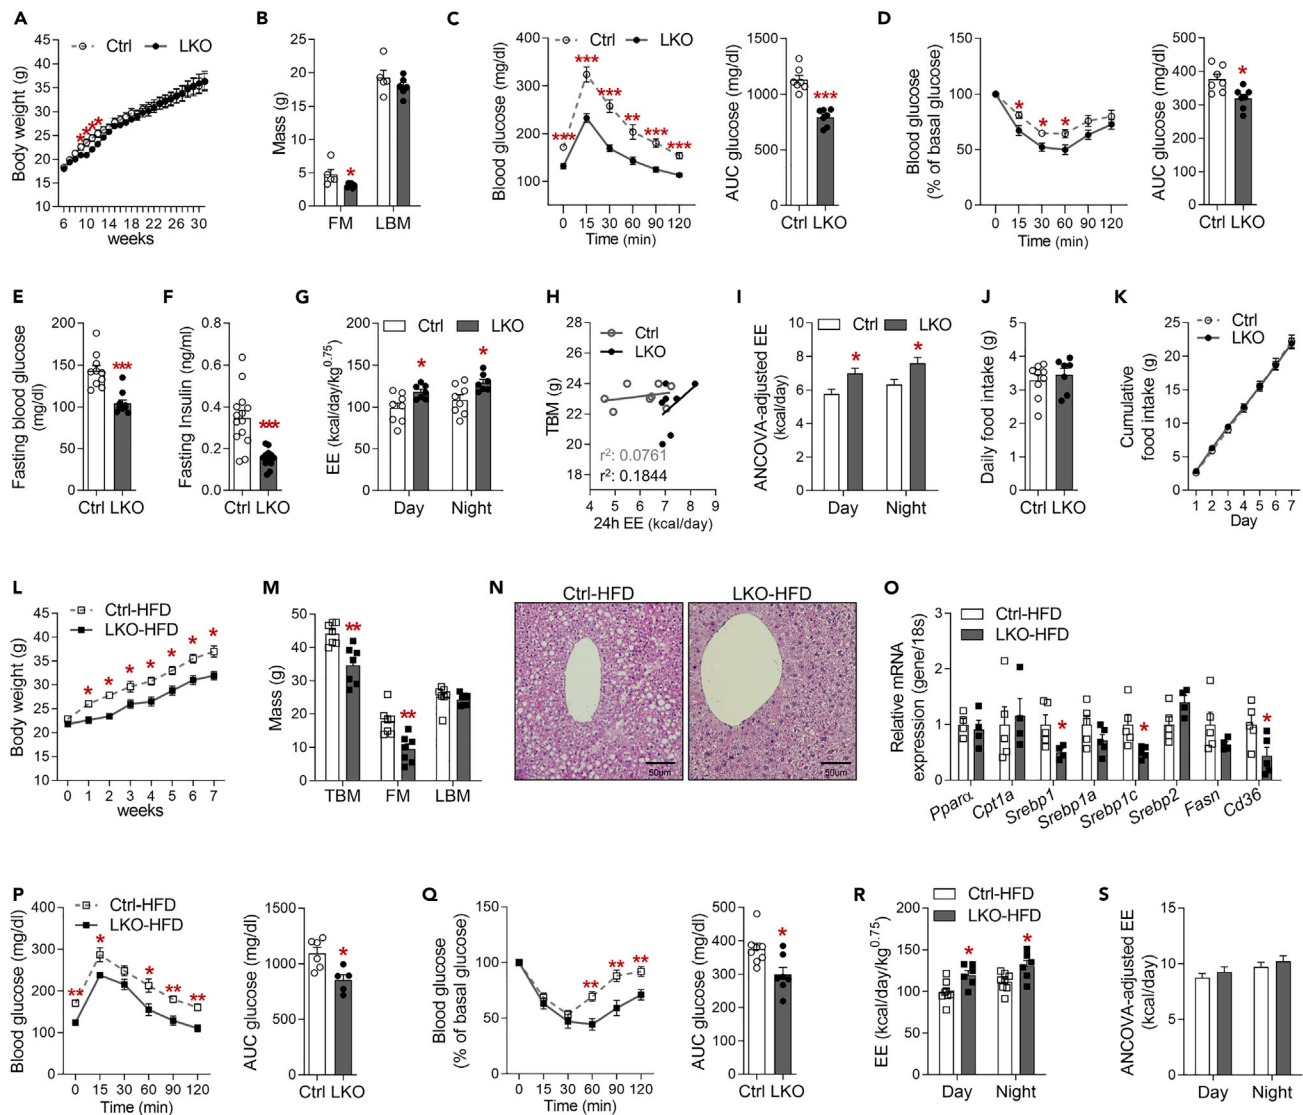 A
Body weight (g)
45
40
35
30
25
20
15
10
Ctrl
LKO
****
6 8 10 12 14 16 18 20 22 24 26 28 30
weeks
B
Mass (g)
25
20
15
10
5
0
*
FM
LBM
C
Blood glucose (mg/dl)
400
300
200
100
Ctrl
LKO
***
***
***
**
***
***
0 15 30 60 90 120
Time (min)
AUC glucose (mg/dl)
1500
1000
500
0
***
Ctrl LKO
D
Blood glucose
(% of basal glucose)
150
100
50
0
*
*
*
0 15 30 60 90 120
Time (min)
AUC glucose (mg/dl)
500
400
300
200
100
0
*
Ctrl LKO
E
Fasting blood glucose
(mg/dl)
200
150
100
50
0
***
Ctrl LKO
F
Fasting Insulin (ng/ml)
0.8
0.6
0.4
0.2
0.0
***
Ctrl LKO
G
EE (kcal/day/kg0.75)
200
150
100
50
0
Ctrl
LKO
*
*
Day
Night
H
TBM (g)
28
26
24
22
20
18
Ctrl
LKO
r²: 0.0761
r²: 0.1844
4 5 6 7 8 9
24h EE (kcal/day)
I
ANCOVA-adjusted EE
(kcal/day)
10
8
6
4
2
0
Ctrl
LKO
*
*
Day
Night
J
Daily food intake (g)
5
4
3
2
1
0
Ctrl LKO
K
Cumulative
food intake (g)
25
20
15
10
5
0
Ctrl
LKO
1 2 3 4 5 6 7
Day
L
Ctrl-HFD
LKO-HFD
Body weight (g)
45
40
35
30
25
20
15
10
*
*
*
*
*
*
*
0 1 2 3 4 5 6 7
weeks
M
Mass (g)
50
40
30
20
10
0
**
**
TBM
FM
LBM
N
Ctrl-HFD
LKO-HFD
50um
50um
O
Ctrl-HFD
LKO-HFD
Relative mRNA
expression (gene/18s)
3
2
1
0
*
*
*
Pparα
Cpt1a
Srebp1
Srebp1a
Srebp1c
Srebp2
Fasn
Cd36
P
Ctrl-HFD
LKO-HFD
Blood glucose (mg/dl)
400
300
200
100
0
**
*
*
**
**
0 15 30 60 90 120
Time (min)
AUC glucose (mg/dl)
1500
1000
500
0
*
Ctrl LKO
Q
Blood glucose
(% of basal glucose)
150
100
50
0
**
**
**
0 15 30 60 90 120
Time (min)
AUC glucose (mg/dl)
500
400
300
200
100
0
*
Ctrl LKO
R
Ctrl-HFD
LKO-HFD
EE (kcal/day/kg0.75)
200
150
100
50
0
*
*
Day
Night
S
ANCOVA-adjusted EE
(kcal/day)
15
10
5
0
Day
Night